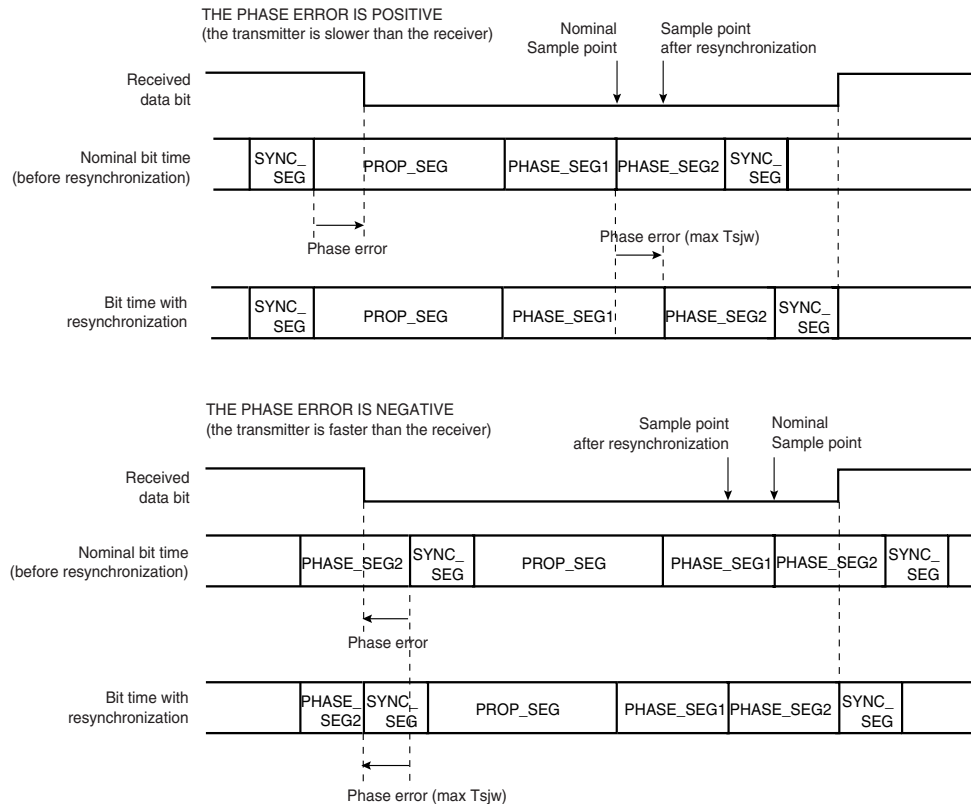 THE PHASE ERROR IS POSITIVE
(the transmitter is slower than the receiver)
Nominal
Sample point
Sample point
after resynchronization
Received
data bit
Nominal bit time
(before resynchronization)
SYNC_
SEG
PROP_SEG
PHASE_SEG1
PHASE_SEG2
SYNC_
SEG
Phase error
Phase error (max Tsjw)
Bit time with
resynchronization
SYNC_
SEG
PROP_SEG
PHASE_SEG1
PHASE_SEG2
SYNC_
SEG
THE PHASE ERROR IS NEGATIVE
(the transmitter is faster than the receiver)
Sample point
after resynchronization
Nominal
Sample point
Received
data bit
Nominal bit time
(before resynchronization)
PHASE_SEG2
SYNC_
SEG
PROP_SEG
PHASE_SEG1
PHASE_SEG2
SYNC_
SEG
Phase error
Bit time with
resynchronization
PHASE_
SEG2
SYNC_
SEG
PROP_SEG
PHASE_SEG1
PHASE_SEG2
SYNC_
SEG
Phase error (max Tsjw)